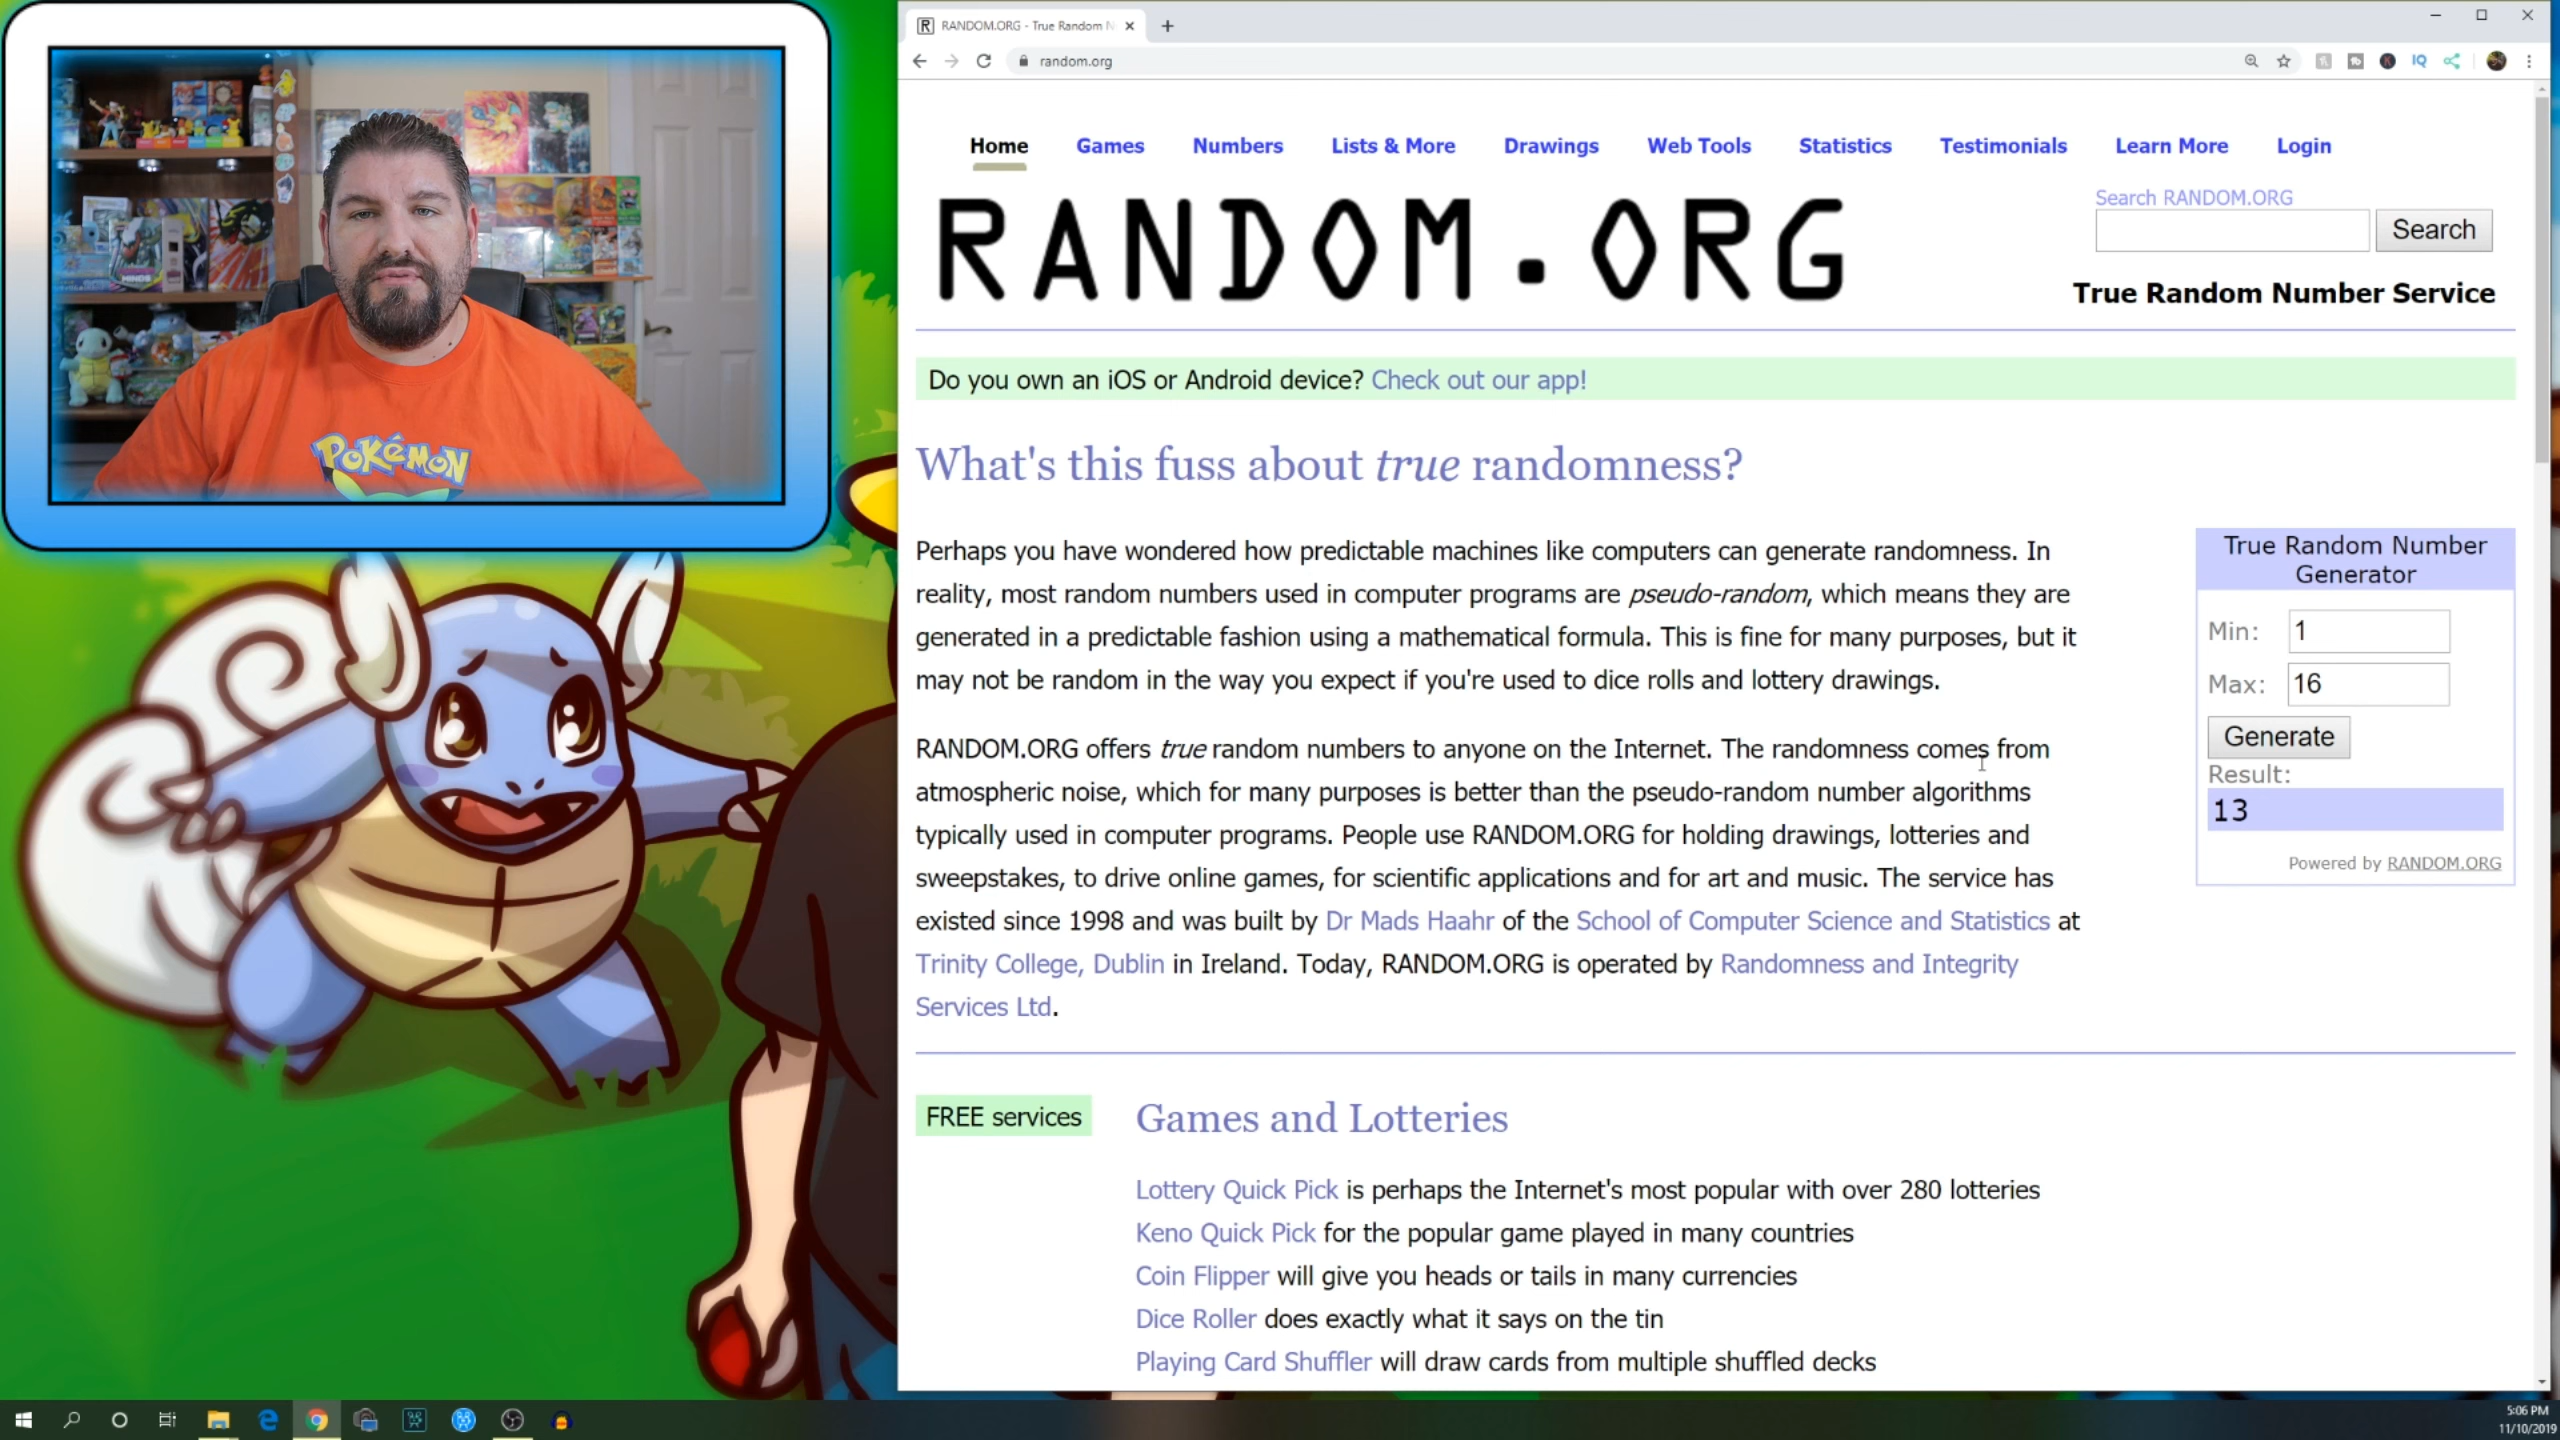 POKéMON
MINDS
RANDOM.ORG - True Random N
random.org
IQ
Home Games Numbers Lists & More Drawings Web Tools Statistics Testimonials Learn More Login
RANDOM.ORG
Search RANDOM.ORG
Search
True Random Number Service
Do you own an iOS or Android device? Check out our app!
What's this fuss about true randomness?
Perhaps you have wondered how predictable machines like computers can generate randomness. In
reality, most random numbers used in computer programs are pseudo-random, which means they are
generated in a predictable fashion using a mathematical formula. This is fine for many purposes, but it
may not be random in the way you expect if you're used to dice rolls and lottery drawings.
RANDOM.ORG offers true random numbers to anyone on the Internet. The randomness comes from
atmospheric noise, which for many purposes is better than the pseudo-random number algorithms
typically used in computer programs. People use RANDOM.ORG for holding drawings, lotteries and
sweepstakes, to drive online games, for scientific applications and for art and music. The service has
existed since 1998 and was built by Dr Mads Haahr of the School of Computer Science and Statistics at
Trinity College, Dublin in Ireland. Today, RANDOM.ORG is operated by Randomness and Integrity
Services Ltd.
True Random Number
Generator
Min: 1
Max: 16
Generate
Result:
13
Powered by RANDOM.ORG
FREE services
Games and Lotteries
Lottery Quick Pick is perhaps the Internet's most popular with over 280 lotteries
Keno Quick Pick for the popular game played in many countries
Coin Flipper will give you heads or tails in many currencies
Dice Roller does exactly what it says on the tin
Playing Card Shuffler will draw cards from multiple shuffled decks
5:06 PM
11/10/2019